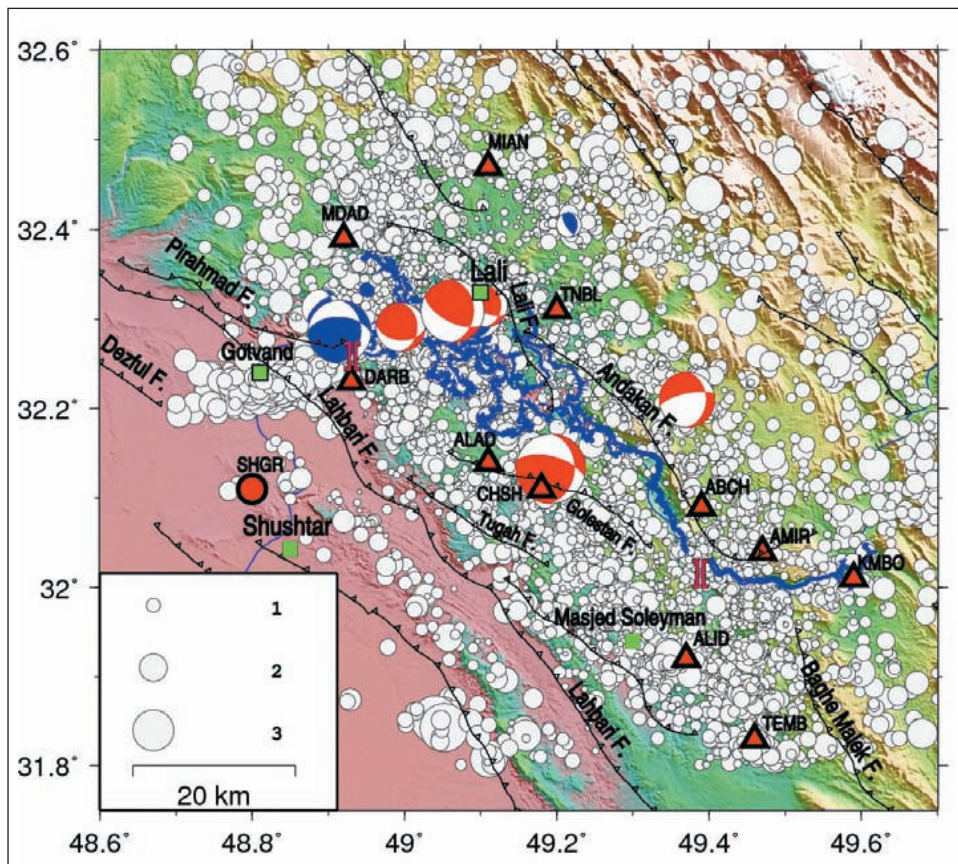 32.6°
32.4°
32.2°
32°
31.8°
MIAN
MDAD
Pirahmad F.
Lali
Lali F.
TNBL
Gotvand
Dezful F.
DARB
Lahbari F.
Andakan F.
ALAD
CHSH
Golestan F.
Tugah F.
ABCH
SHGR
Shushtar
AMIR
KMBO
Masjed Soleyman
ALID
Lahbari F.
TEMB
Baghe Malek F.
1
2
3
20 km
48.6°
48.8°
49°
49.2°
49.4°
49.6°